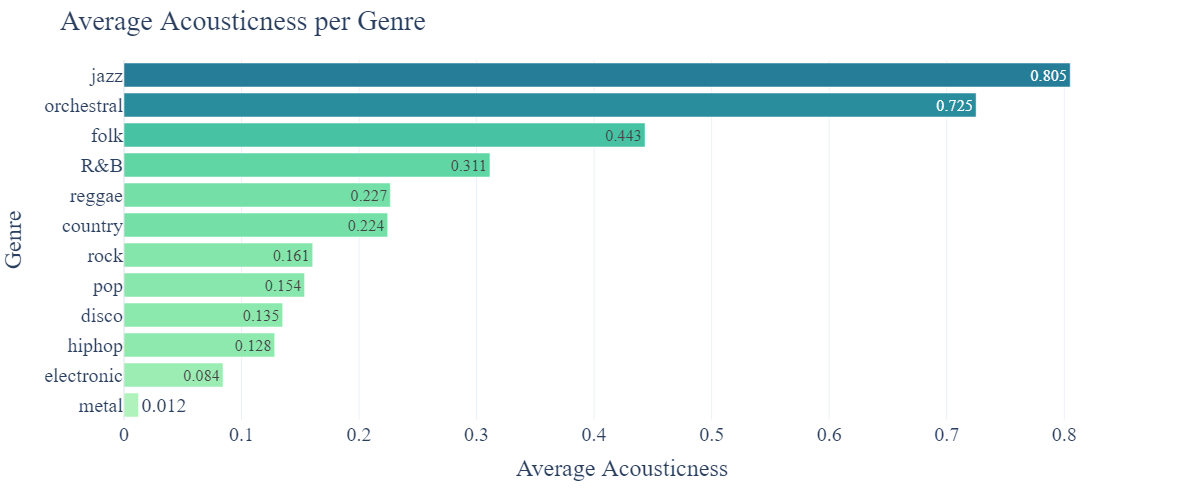 Average Acousticness per Genre
Genre
jazz 0.805
orchestral 0.725
folk 0.443
R&B 0.311
reggae 0.227
country 0.224
rock 0.161
pop 0.154
disco 0.135
hiphop 0.128
electronic 0.084
metal 0.012
0 0.1 0.2 0.3 0.4 0.5 0.6 0.7 0.8
Average Acousticness